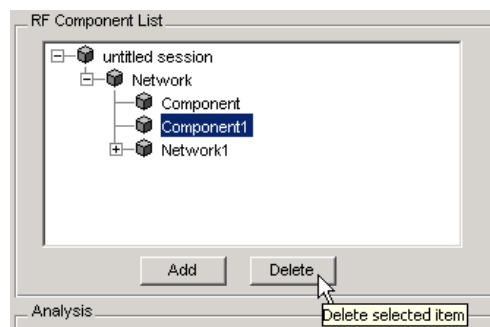 RF Component List
untitled session
Network
Component
Component1
Network1
Add Delete
Delete selected item
Analysis